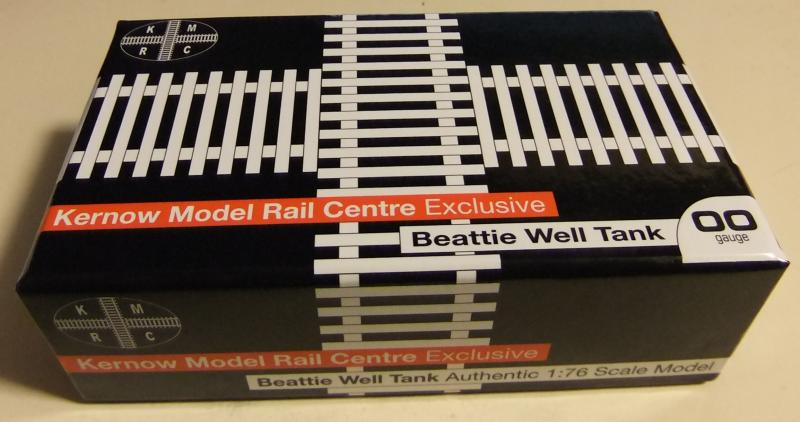 K M
R C
Kernow Model Rail Centre Exclusive
Beattie Well Tank
OO
gauge
K M
R C
Kernow Model Rail Centre Exclusive
Beattie Well Tank Authentic 1:76 Scale Model